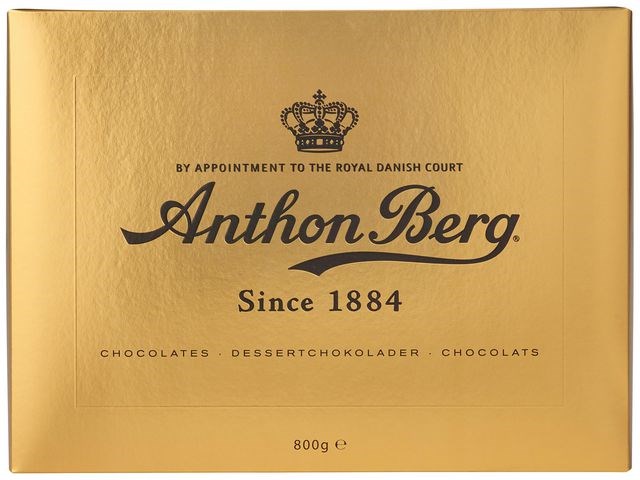 BY APPOINTMENT TO THE ROYAL DANISH COURT
Anthon Berg®
Since 1884
CHOCOLATES · DESSERTCHOKOLADER · CHOCOLATS
800g ℮